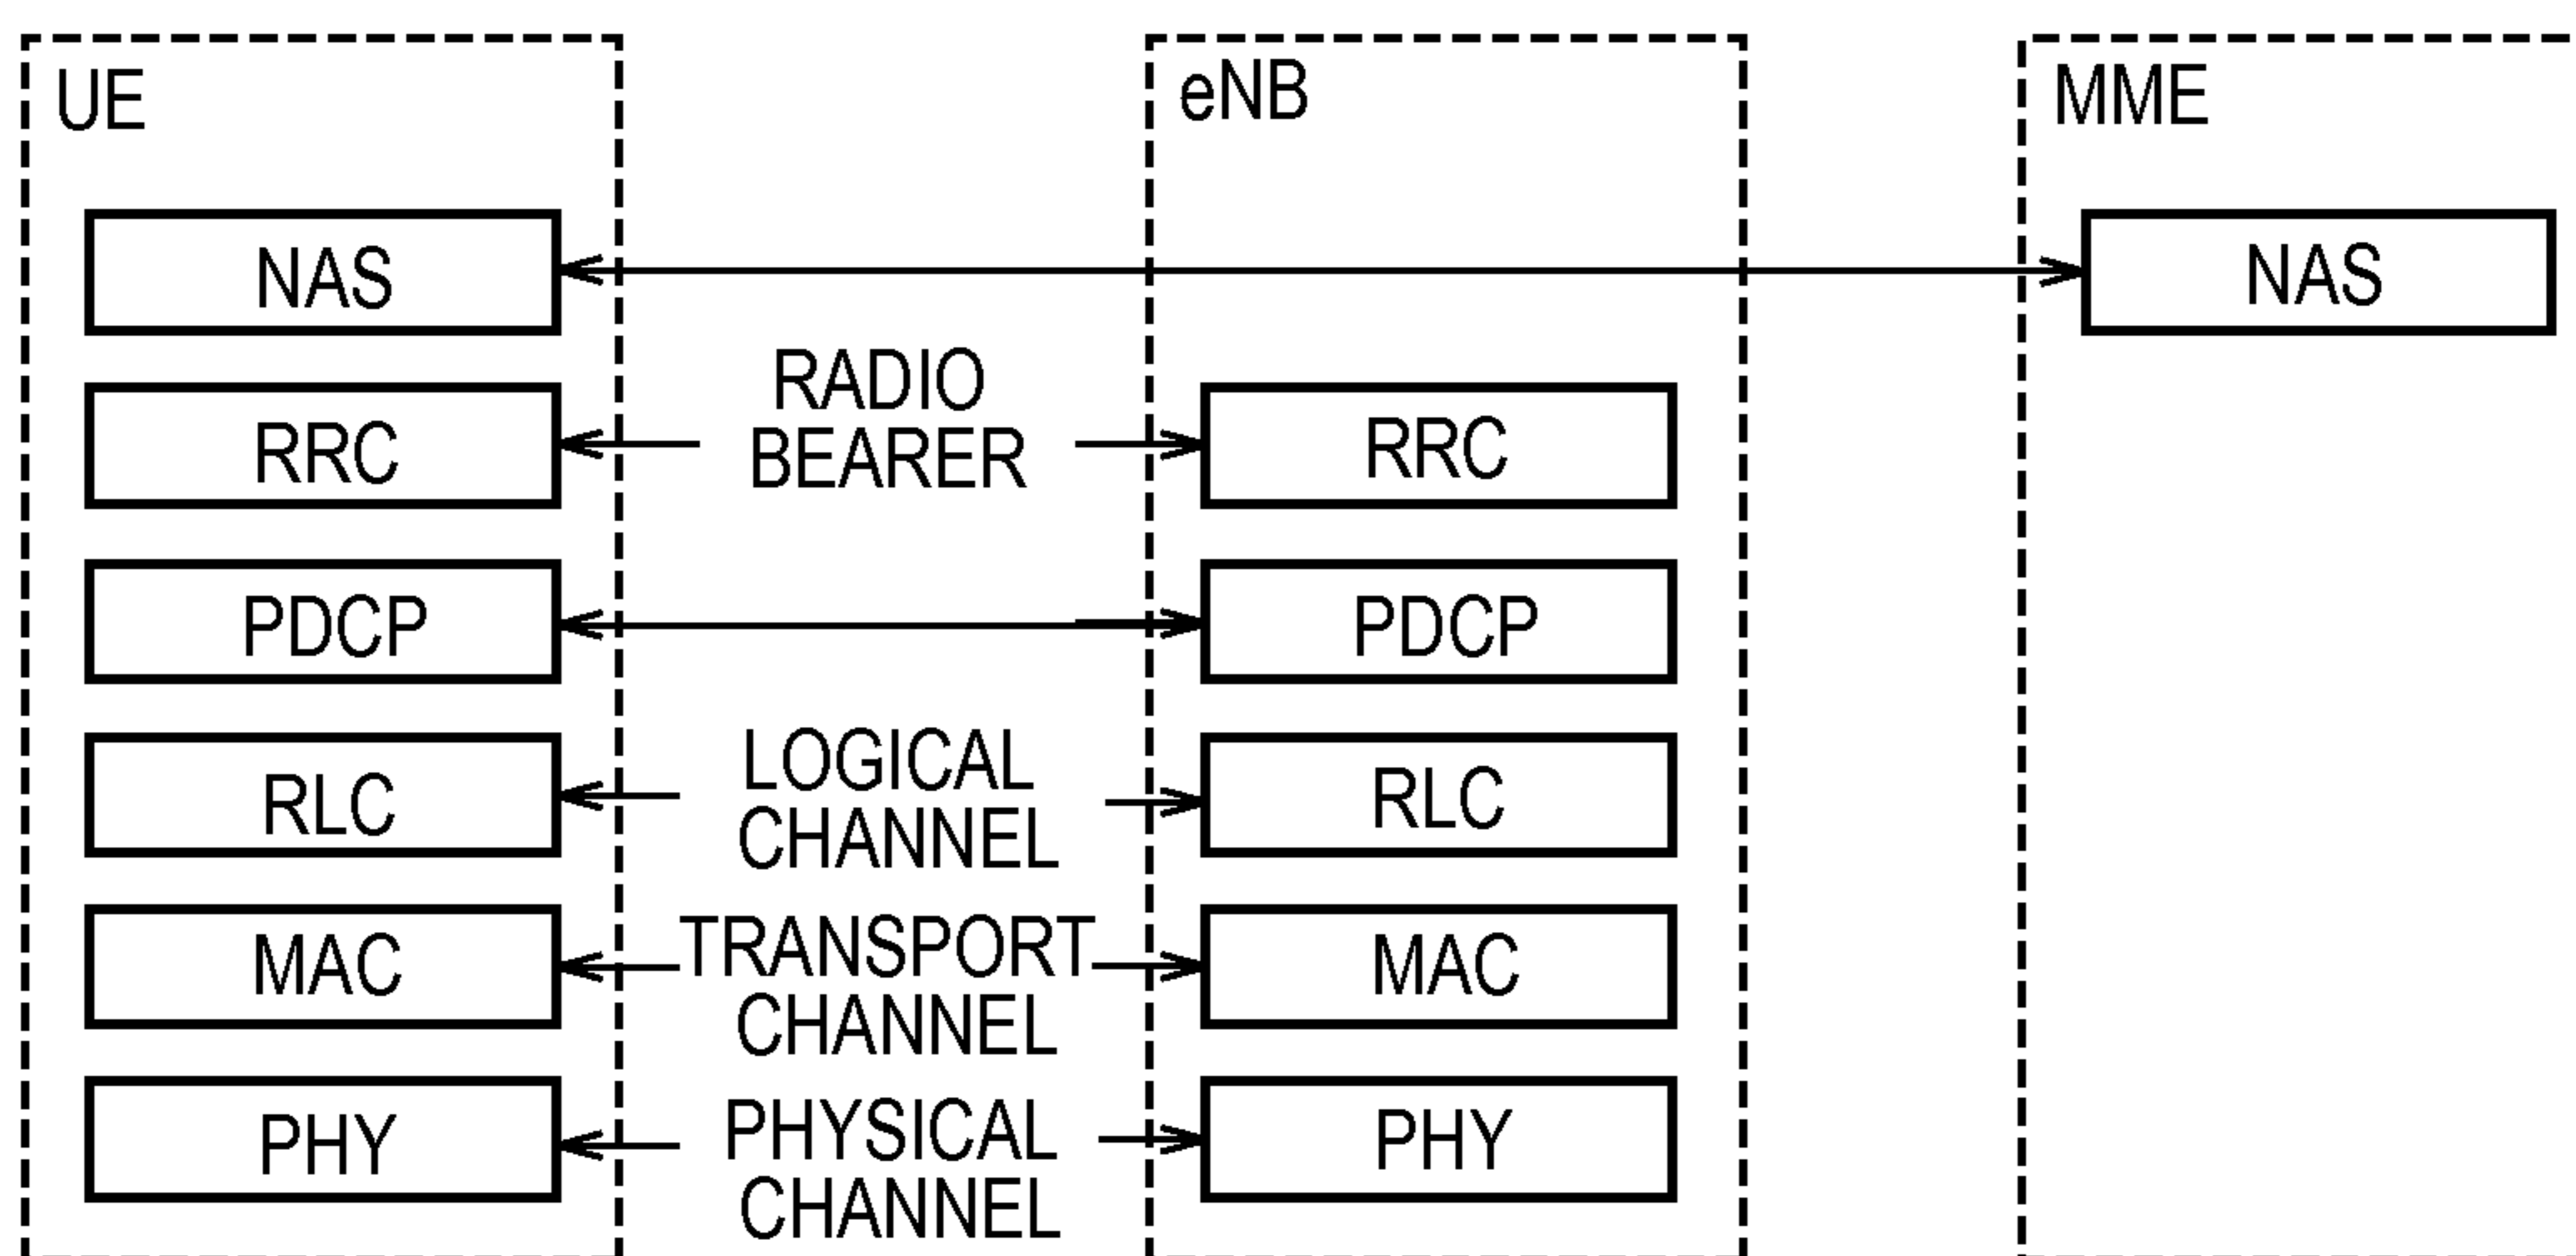 UE
eNB
MME
NAS
NAS
RADIO
BEARER
RRC
RRC
PDCP
PDCP
LOGICAL
CHANNEL
RLC
RLC
TRANSPORT
CHANNEL
MAC
MAC
PHYSICAL
CHANNEL
PHY
PHY